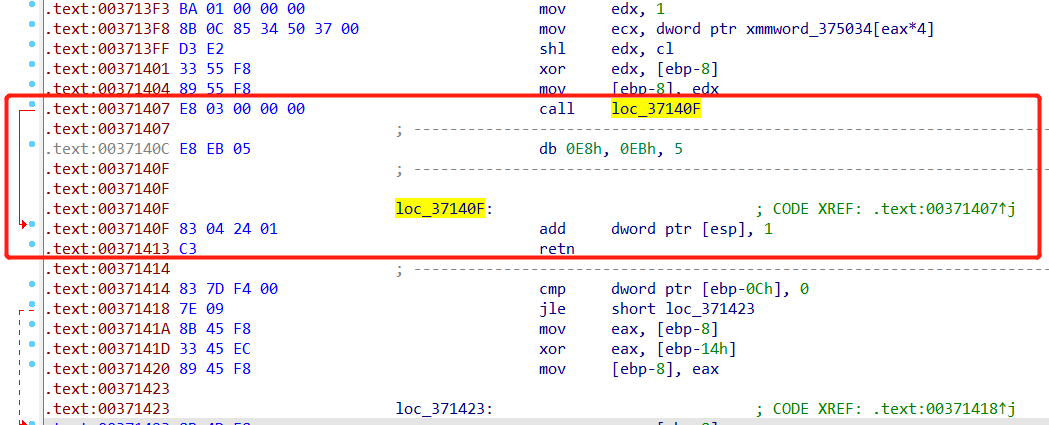 .text:003713F3 BA 01 00 00 00 mov edx, 1
.text:003713F8 8B 0C 85 34 50 37 00 mov ecx, dword ptr xmmword_375034[eax*4]
.text:003713FF D3 E2 shl edx, cl
.text:00371401 33 55 F8 xor edx, [ebp-8]
.text:00371404 89 55 F8 mov [ebp-8], edx
.text:00371407 E8 03 00 00 00 call loc_37140F
.text:00371407 ; ---------------------------------------------------------------------------
.text:0037140C E8 EB 05 db 0E8h, 0EBh, 5
.text:0037140F ; ---------------------------------------------------------------------------
.text:0037140F
.text:0037140F loc_37140F: ; CODE XREF: .text:00371407↑j
.text:0037140F 83 04 24 01 add dword ptr [esp], 1
.text:00371413 C3 retn
.text:00371414 ; ---------------------------------------------------------------------------
.text:00371414 83 7D F4 00 cmp dword ptr [ebp-0Ch], 0
.text:00371418 7E 09 jle short loc_371423
.text:0037141A 8B 45 F8 mov eax, [ebp-8]
.text:0037141D 33 45 EC xor eax, [ebp-14h]
.text:00371420 89 45 F8 mov [ebp-8], eax
.text:00371423
.text:00371423 loc_371423: ; CODE XREF: .text:00371418↑j